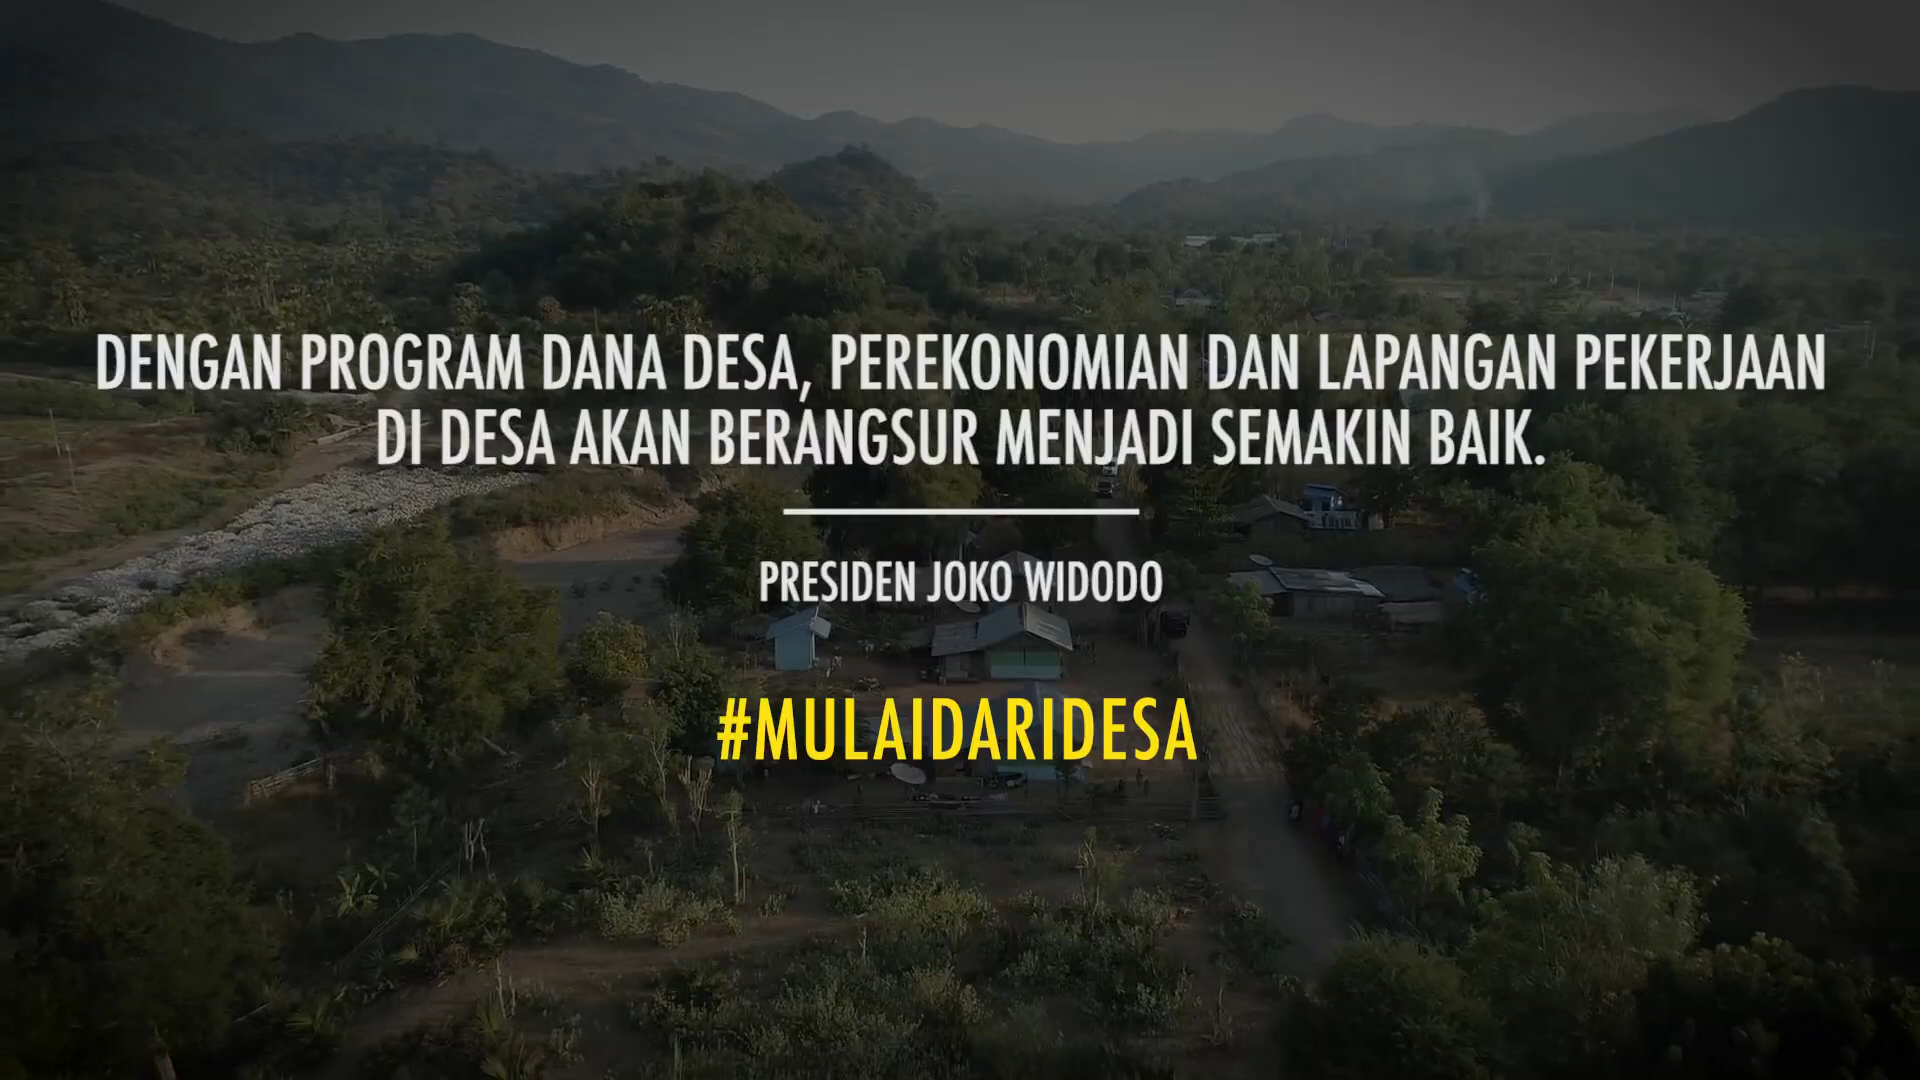 DENGAN PROGRAM DANA DESA, PEREKONOMIAN DAN LAPANGAN PEKERJAAN
DI DESA AKAN BERANGSUR MENJADI SEMAKIN BAIK.
PRESIDEN JOKO WIDODO
#MULAIDARIDESA